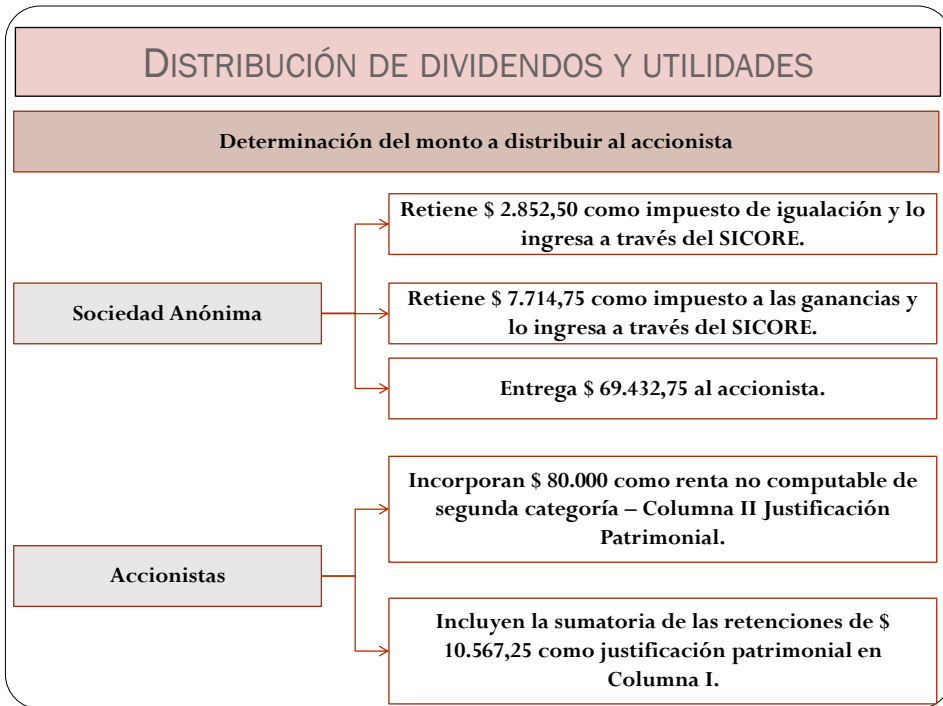 DISTRIBUCIÓN DE DIVIDENDOS Y UTILIDADES
Determinación del monto a distribuir al accionista
Retiene $ 2.852,50 como impuesto de igualación y lo
ingresa a través del SICORE.
Sociedad Anónima
Retiene $ 7.714,75 como impuesto a las ganancias y
lo ingresa a través del SICORE.
Entrega $ 69.432,75 al accionista.
Incorporan $ 80.000 como renta no computable de
segunda categoría – Columna II Justificación
Patrimonial.
Accionistas
Incluyen la sumatoria de las retenciones de $
10.567,25 como justificación patrimonial en
Columna I.